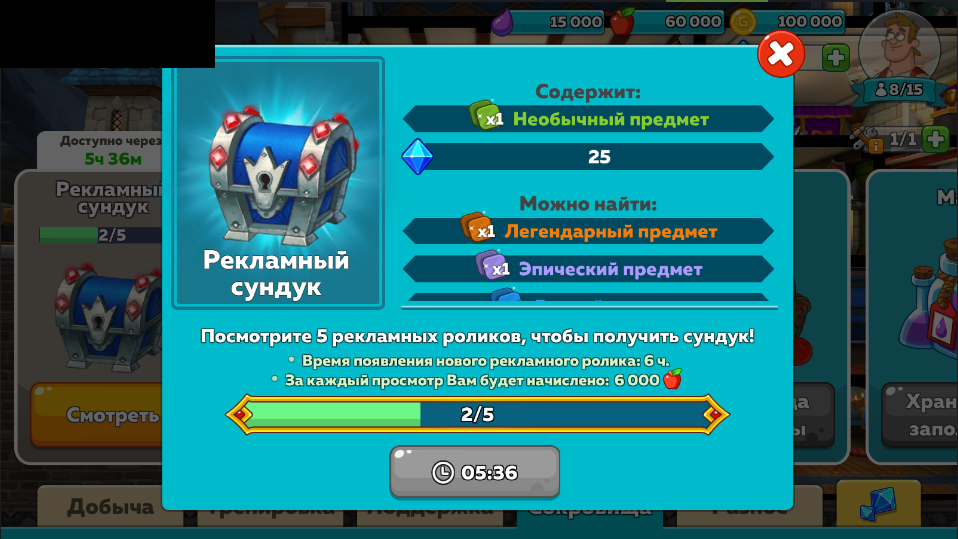 15 000
60 000
100 000
8/15
1/1
Содержит:
x1 Необычный предмет
25
Можно найти:
x1 Легендарный предмет
x1 Эпический предмет
Рекламный
сундук
Посмотрите 5 рекламных роликов, чтобы получить сундук!
• Время появления нового рекламного ролика: 6 ч.
• За каждый просмотр Вам будет начислено: 6 000
2/5
05:36
Доступно через
5ч 36м
Рекламный
сундук
2/5
Смотреть
Добыча
Тренировка
Поддержка
Сокровища
Разное